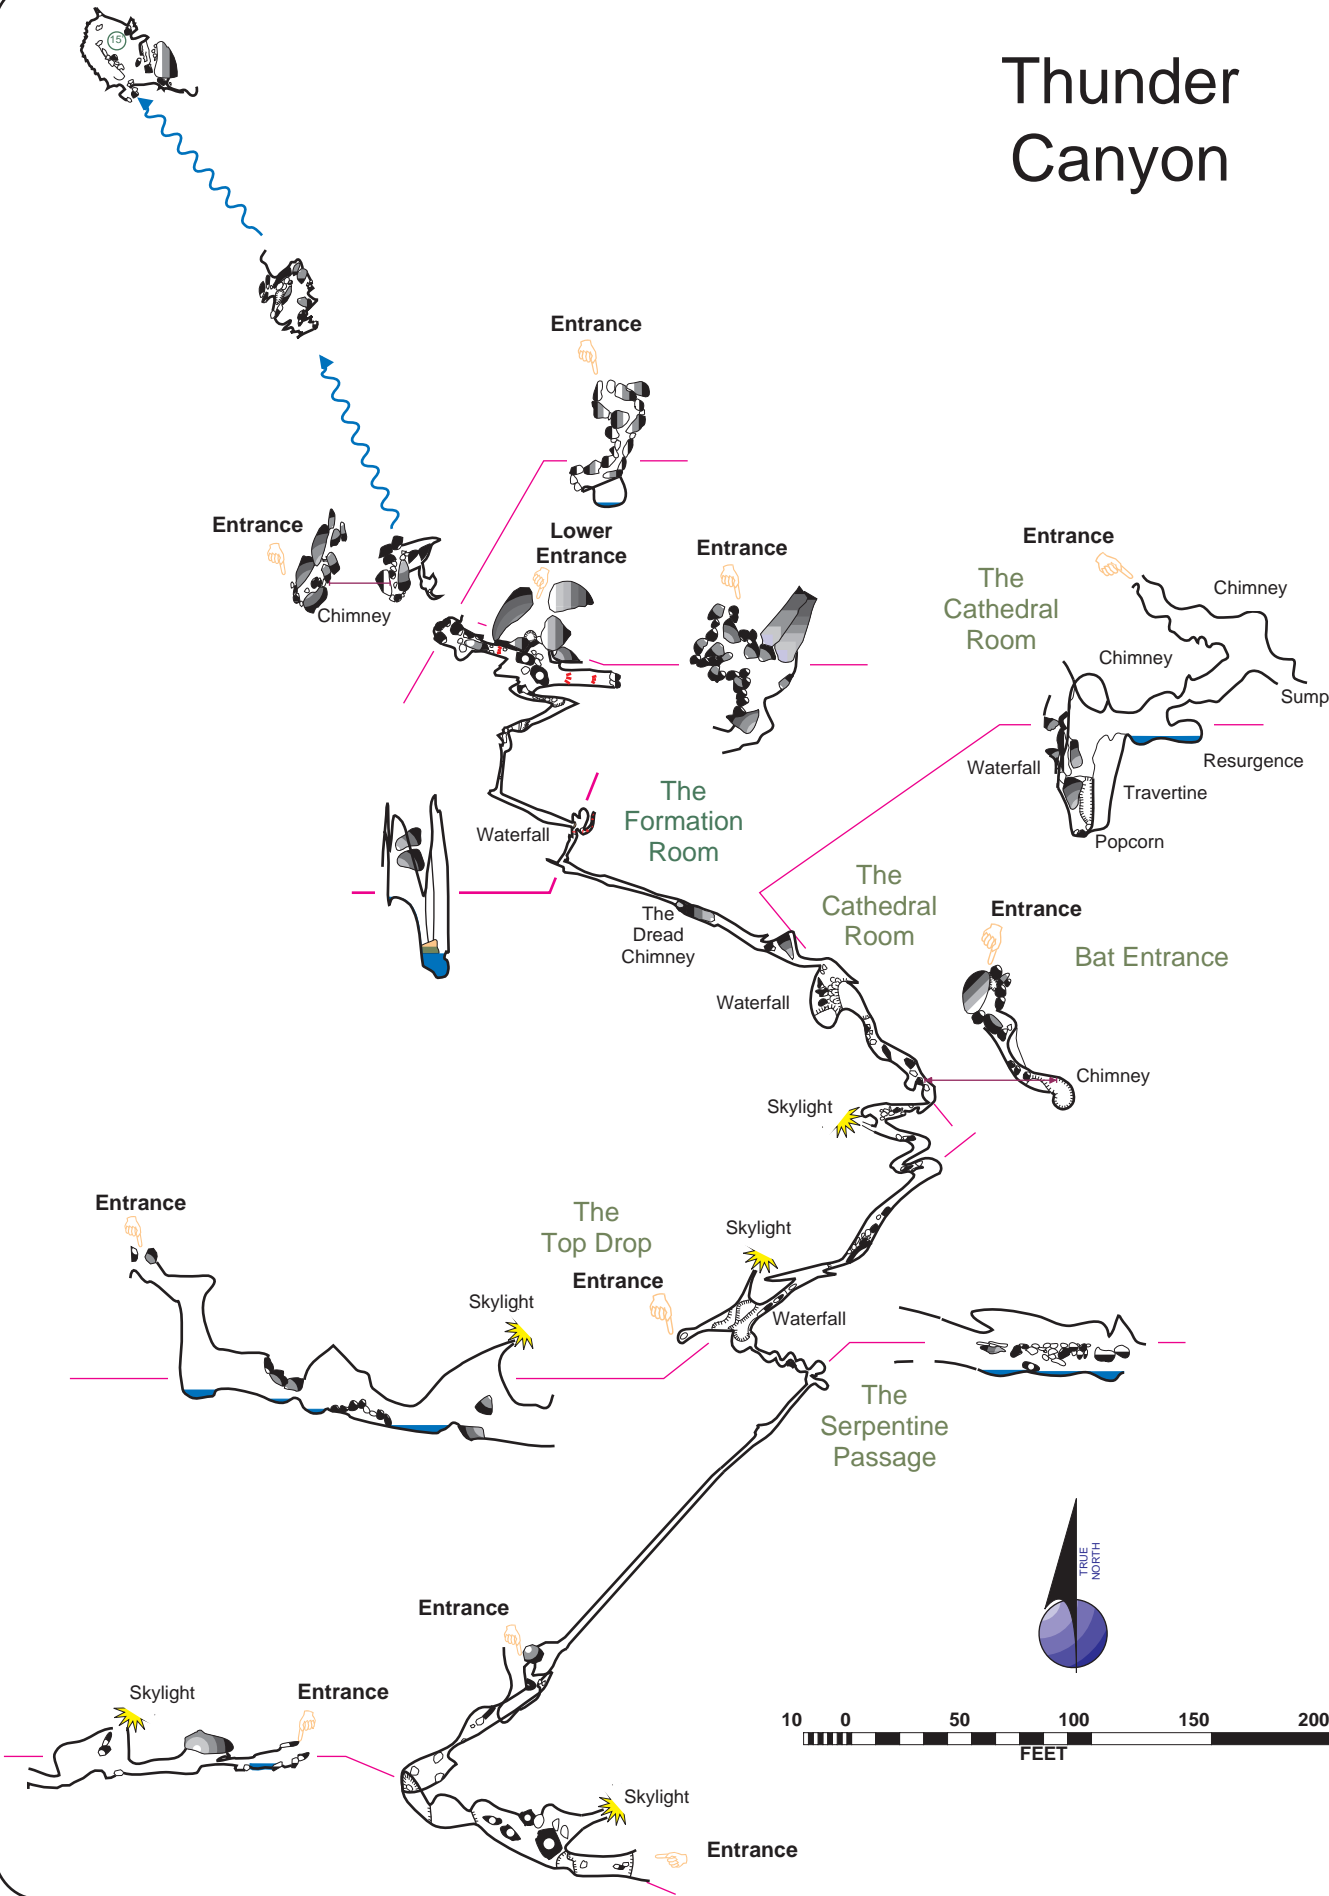 Thunder
Canyon
15'
Entrance
Entrance
Chimney
Lower
Entrance
Entrance
Entrance
The
Cathedral
Room
Chimney
Chimney
Sump
Waterfall
Resurgence
Travertine
Popcorn
The
Formation
Room
Waterfall
The
Dread
Chimney
The
Cathedral
Room
Waterfall
Entrance
Bat Entrance
Chimney
Skylight
Entrance
The
Top Drop
Skylight
Entrance
Skylight
Waterfall
The
Serpentine
Passage
TRUE
NORTH
Entrance
Skylight
Entrance
10 0 50 100 150 200
FEET
Skylight
Entrance